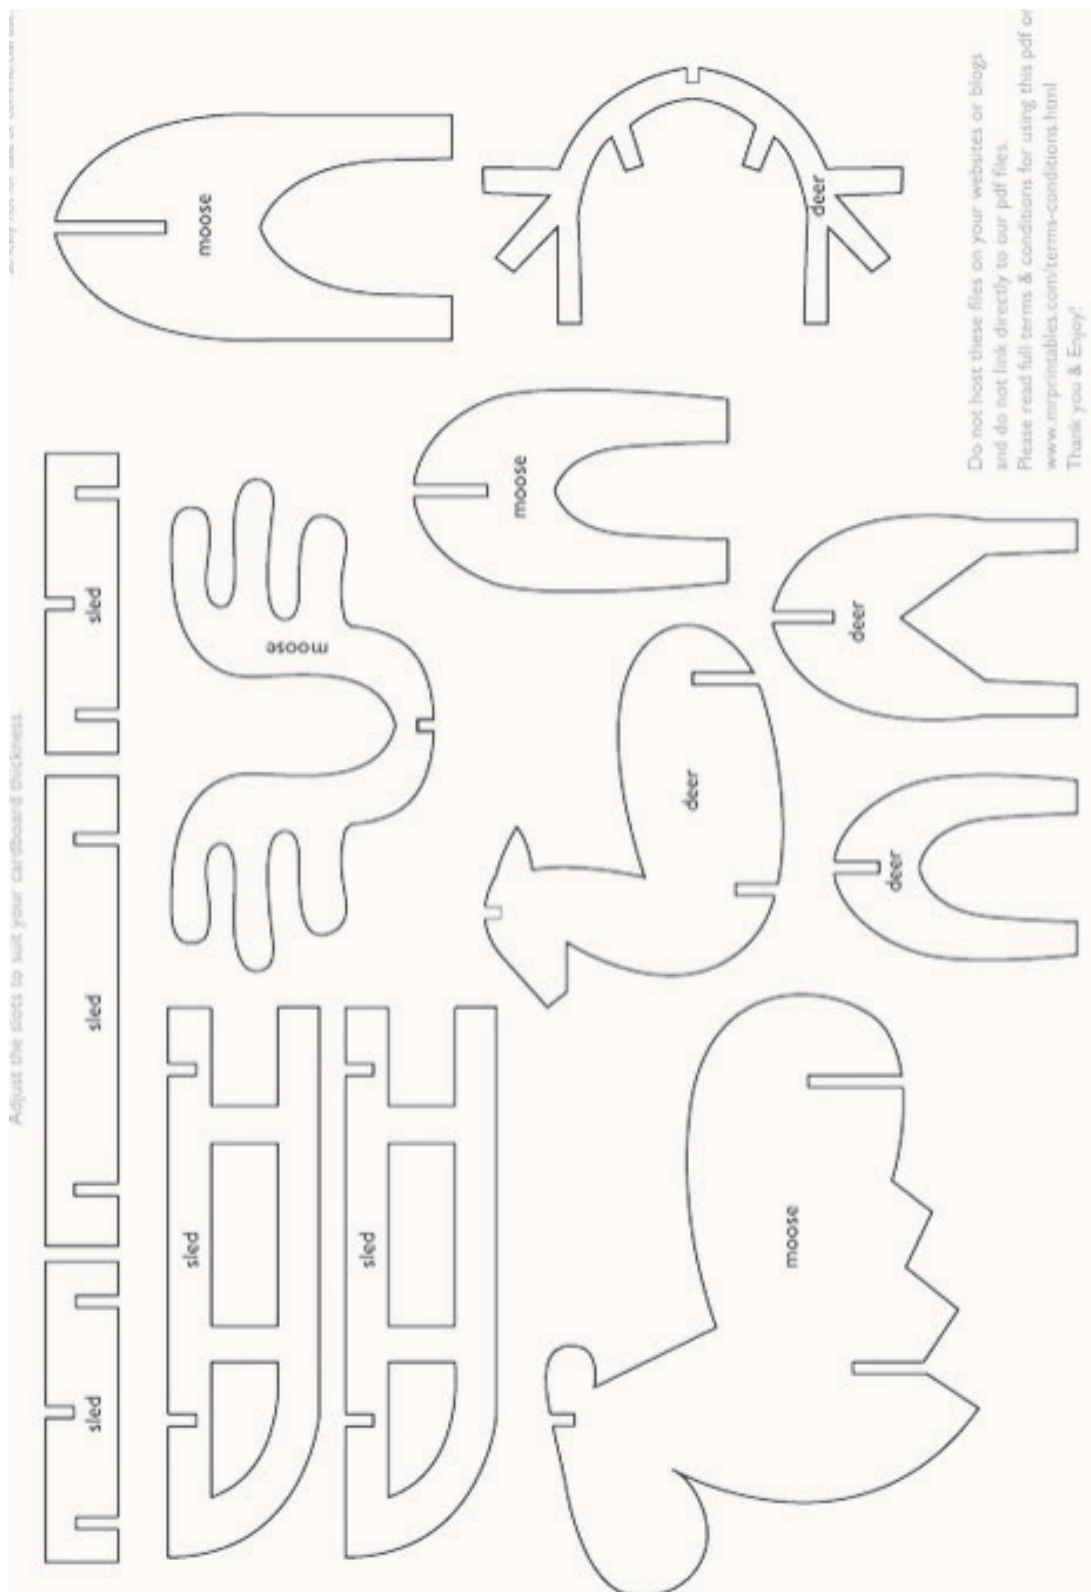 Adjust the slots to suit your cardboard thickness.
sled
sled
sled
sled
moose
moose
sled
moose
deer
moose
deer
deer
deer
Do not host these files on your websites or blogs
and do not link directly to our pdf files.
Please read full terms & conditions for using this pdf
www.mrprintables.com/terms-conditions.html
Thank you & Enjoy!